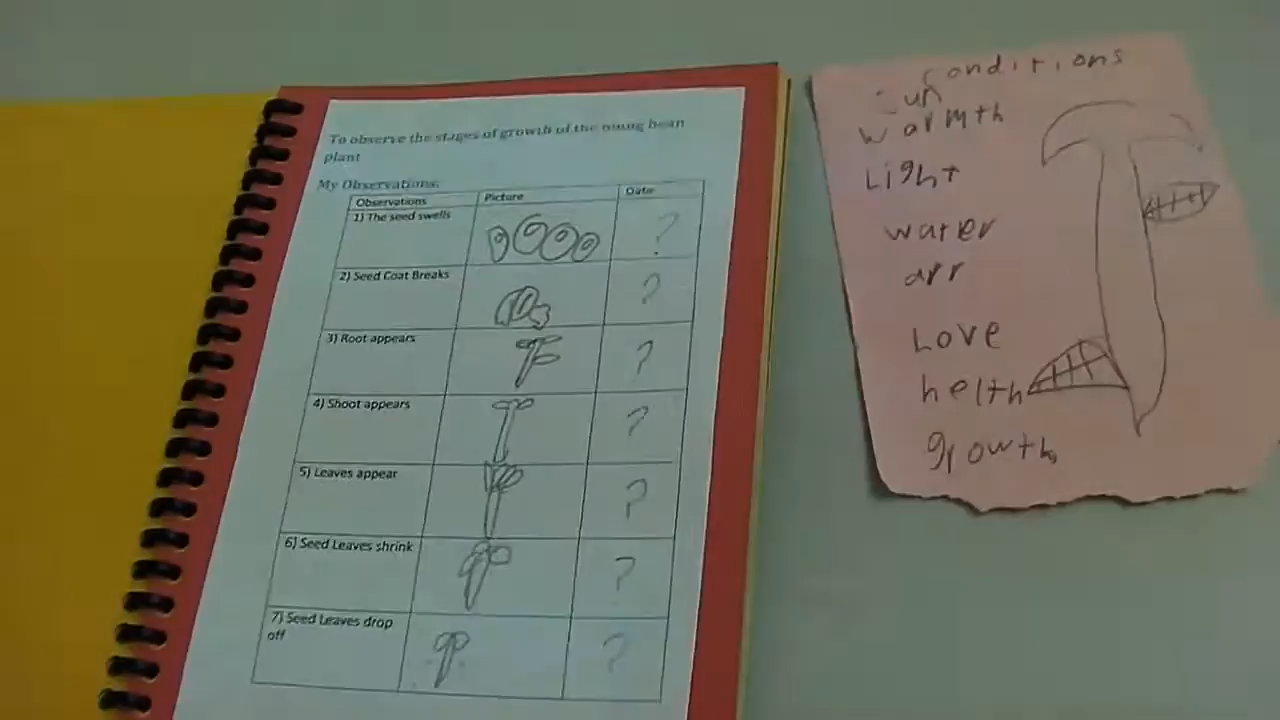 To observe the stages of growth of the mung bean
plant
My Observations:
Observations Picture Date
1) The seed swells ?
2) Seed Coat Breaks ?
3) Root appears ?
4) Shoot appears ?
5) Leaves appear ?
6) Seed Leaves shrink ?
7) Seed Leaves drop
off ?
conditions
Sun
warmth
Light
water
air
Love
helth
growth